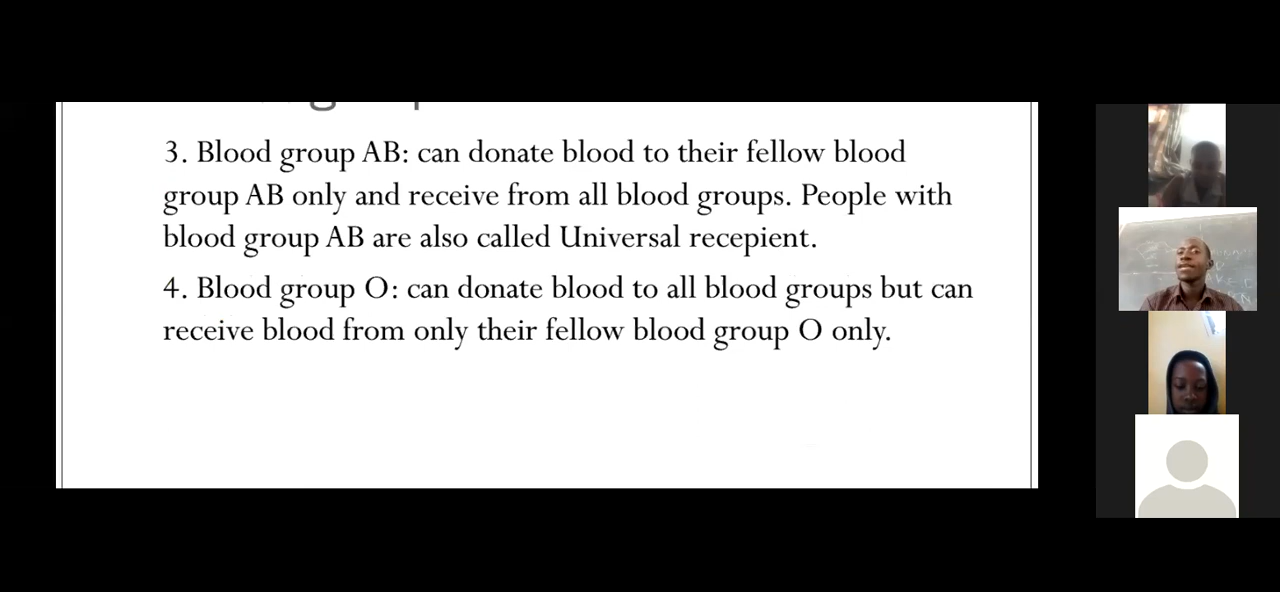 3. Blood group AB: can donate blood to their fellow blood
group AB only and receive from all blood groups. People with
blood group AB are also called Universal recepient.
4. Blood group O: can donate blood to all blood groups but can
receive blood from only their fellow blood group O only.